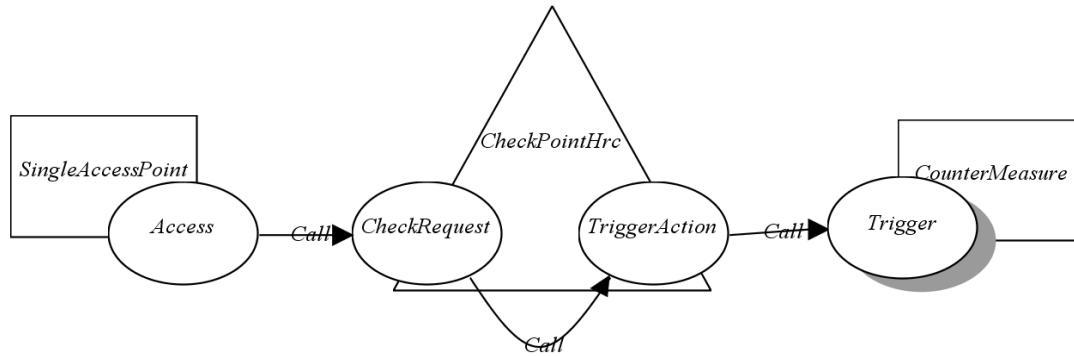 CheckPointHrc
SingleAccessPoint
CounterMeasure
Access
Call
CheckRequest
TriggerAction
Call
Trigger
Call